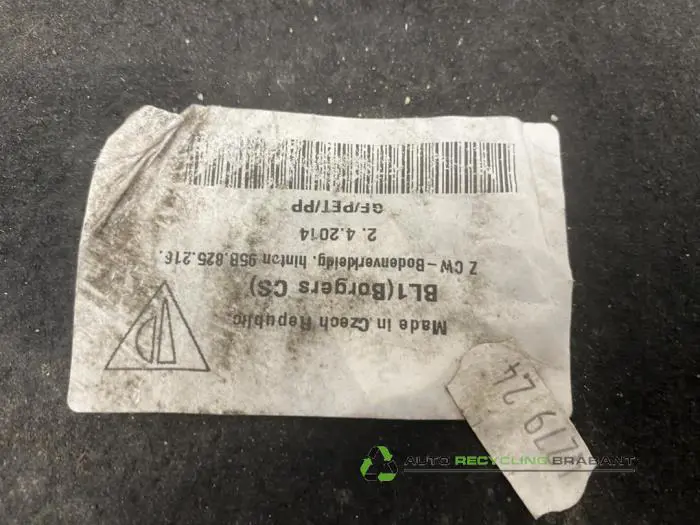 Made in Czech Republic
BL1(Borgers CS)
Z CW-Bodenverkleidg. hinten 95B.825.216.
2. 4.2014
GF/PET/PP
AUTO RECYCLING BRABANT